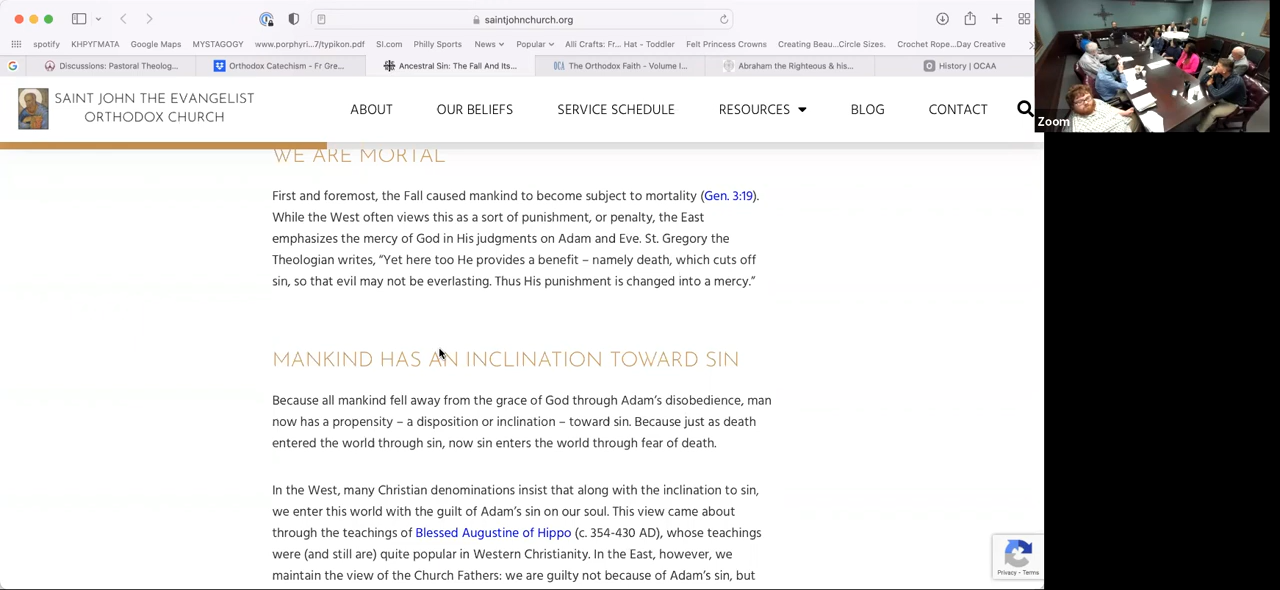 saintjohnchurch.org
spotify
ΚΗΡΥΓΜΑΤΑ
Google Maps
MYSTAGOGY
www.porphyri...7/typikon.pdf
SI.com
Philly Sports
News
Popular
Alli Crafts: Fr... Hat - Toddler
Felt Princess Crowns
Creating Beau...Circle Sizes.
Crochet Rope...Day Creative
Discussions: Pastoral Theolog...
Orthodox Catechism - Fr Gre...
Ancestral Sin: The Fall And Its...
The Orthodox Faith - Volume I...
Abraham the Righteous & his...
History | OCAA
SAINT JOHN THE EVANGELIST
ORTHODOX CHURCH
ABOUT
OUR BELIEFS
SERVICE SCHEDULE
RESOURCES
BLOG
CONTACT
Zoom
WE ARE MORTAL
First and foremost, the Fall caused mankind to become subject to mortality (Gen. 3:19).
While the West often views this as a sort of punishment, or penalty, the East
emphasizes the mercy of God in His judgments on Adam and Eve. St. Gregory the
Theologian writes, “Yet here too He provides a benefit – namely death, which cuts off
sin, so that evil may not be everlasting. Thus His punishment is changed into a mercy.”
MANKIND HAS AN INCLINATION TOWARD SIN
Because all mankind fell away from the grace of God through Adam’s disobedience, man
now has a propensity – a disposition or inclination – toward sin. Because just as death
entered the world through sin, now sin enters the world through fear of death.
In the West, many Christian denominations insist that along with the inclination to sin,
we enter this world with the guilt of Adam’s sin on our soul. This view came about
through the teachings of Blessed Augustine of Hippo (c. 354-430 AD), whose teachings
were (and still are) quite popular in Western Christianity. In the East, however, we
maintain the view of the Church Fathers: we are guilty not because of Adam’s sin, but
Privacy - Terms